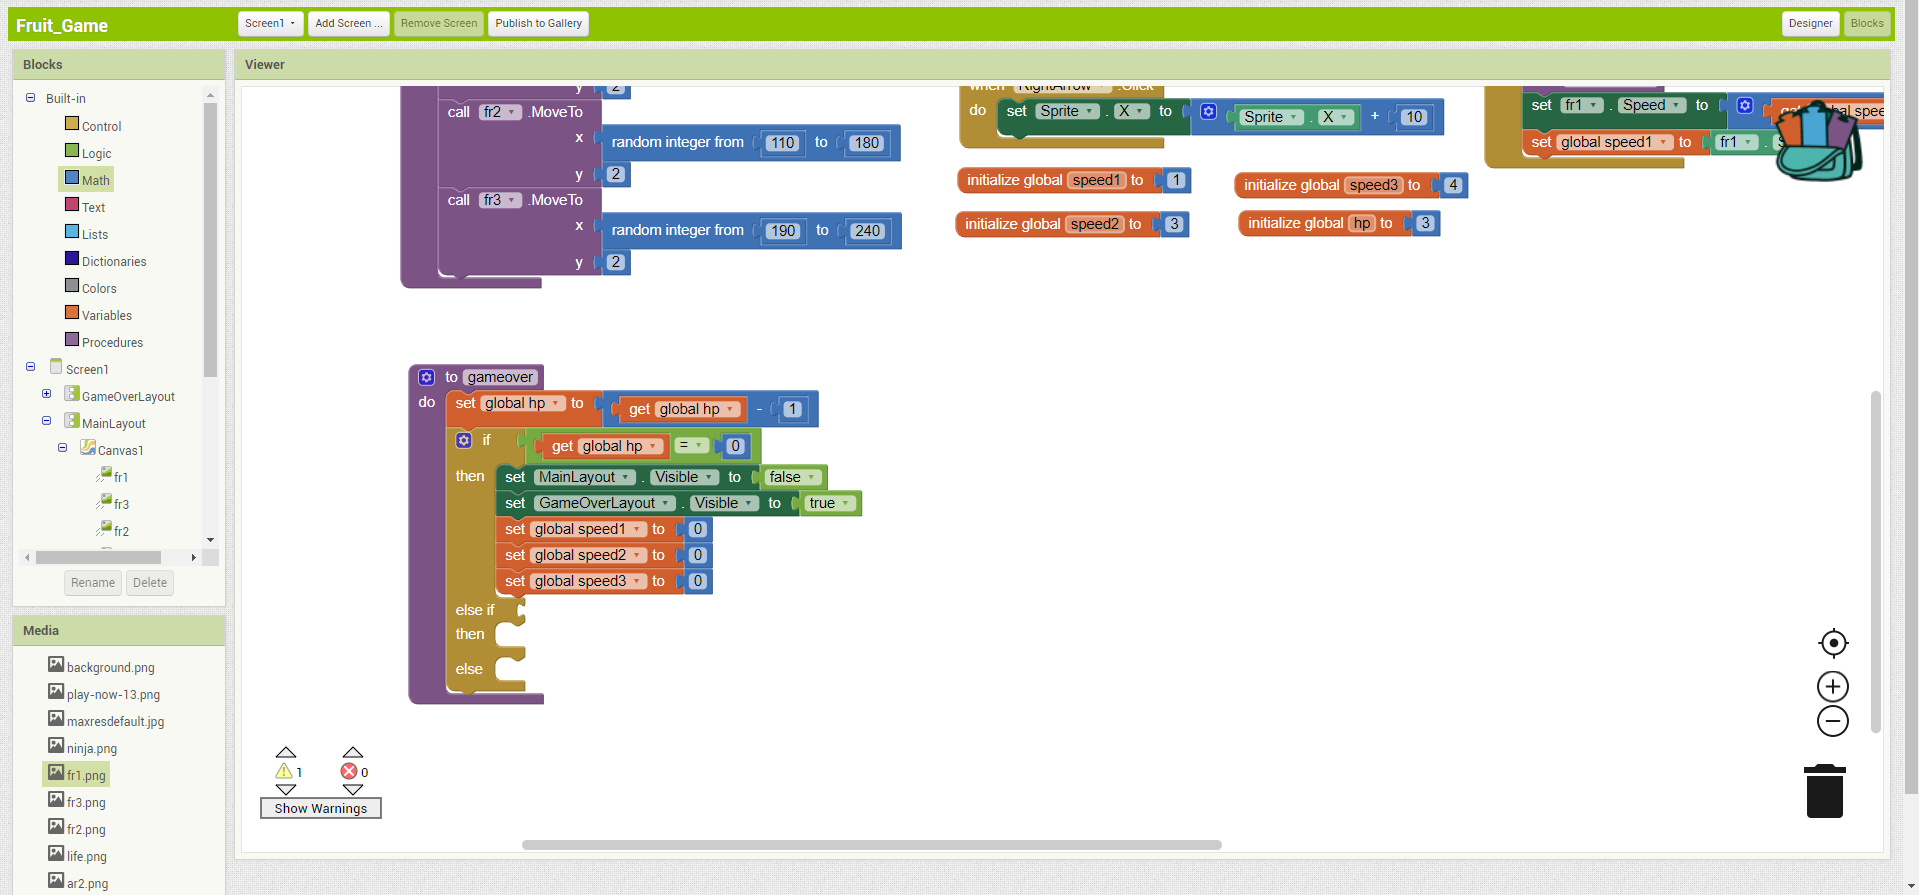 Fruit_Game
Screen1
Add Screen ...
Remove Screen
Publish to Gallery
Designer
Blocks
Blocks
Built-in
Control
Logic
Math
Text
Lists
Dictionaries
Colors
Variables
Procedures
Screen1
GameOverLayout
MainLayout
Canvas1
fr1
fr3
fr2
Rename
Delete
Media
background.png
play-now-13.png
maxresdefault.jpg
ninja.png
fr1.png
fr3.png
fr2.png
life.png
ar2.png
Viewer
y 2
call fr2 .MoveTo
x random integer from 110 to 180
y 2
call fr3 .MoveTo
x random integer from 190 to 240
y 2
when RightArrow .Click
do set Sprite . X to Sprite . X + 10
initialize global speed1 to 1
initialize global speed2 to 3
initialize global speed3 to 4
initialize global hp to 3
set fr1 . Speed to
set global speed1 to fr1 .
to gameover
do set global hp to get global hp - 1
if get global hp = 0
then set MainLayout . Visible to false
set GameOverLayout . Visible to true
set global speed1 to 0
set global speed2 to 0
set global speed3 to 0
else if
then
else
1
0
Show Warnings